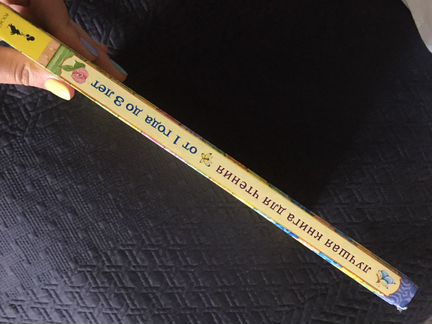 лучшая книга для чтения от 1 года до 3 лет